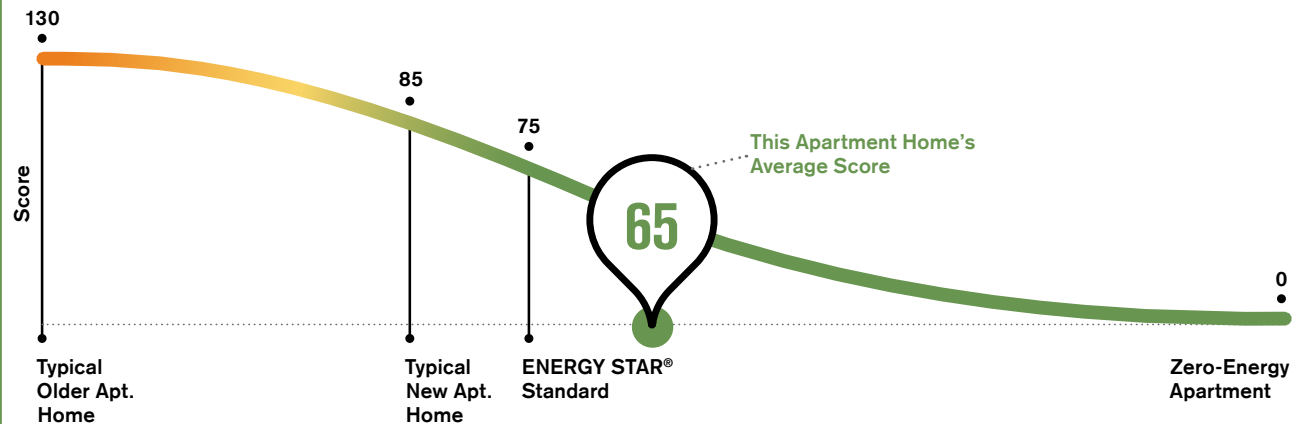 130
85
75
This Apartment Home's
Average Score
65
0
Score
Typical
Older Apt.
Home
Typical
New Apt.
Home
ENERGY STAR®
Standard
Zero-Energy
Apartment